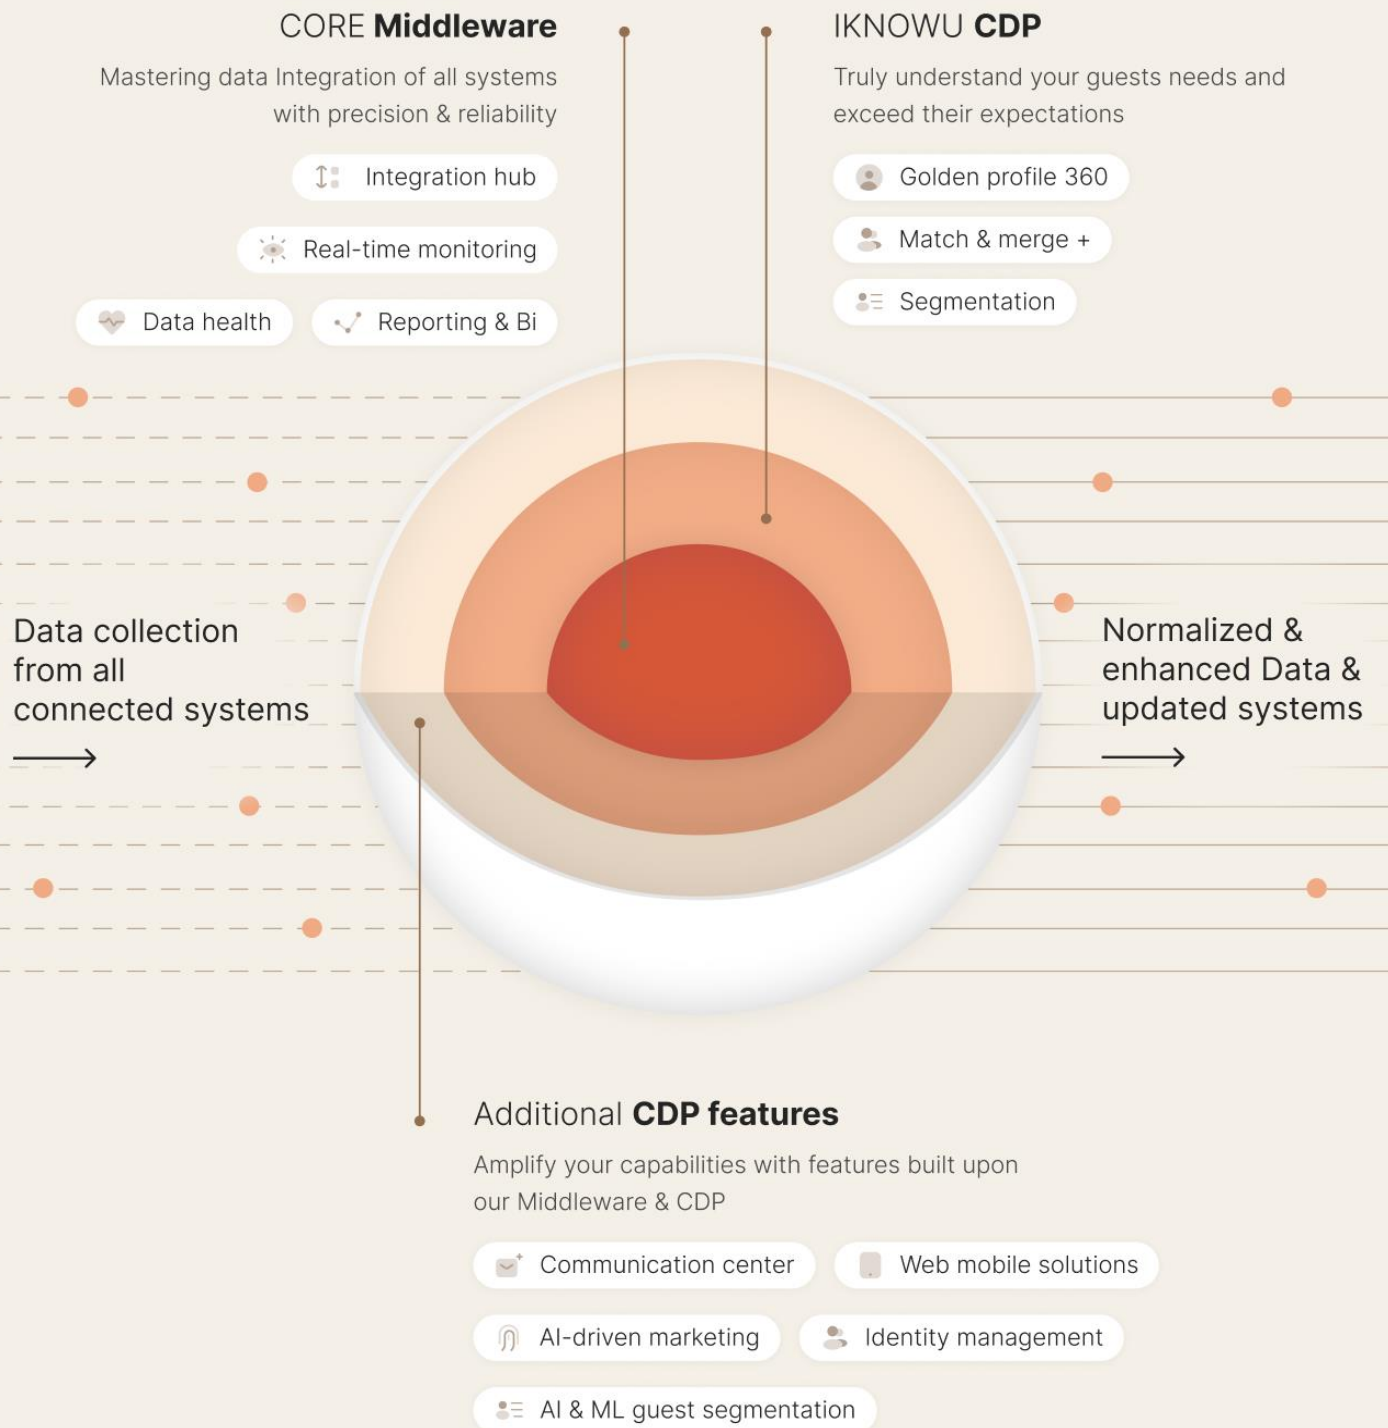 CORE Middleware
Mastering data Integration of all systems
with precision & reliability
Integration hub
Real-time monitoring
Data health
Reporting & Bi
IKNOWU CDP
Truly understand your guests needs and
exceed their expectations
Golden profile 360
Match & merge +
Segmentation
Data collection
from all
connected systems
Normalized &
enhanced Data &
updated systems
Additional CDP features
Amplify your capabilities with features built upon
our Middleware & CDP
Communication center
Web mobile solutions
AI-driven marketing
Identity management
AI & ML guest segmentation